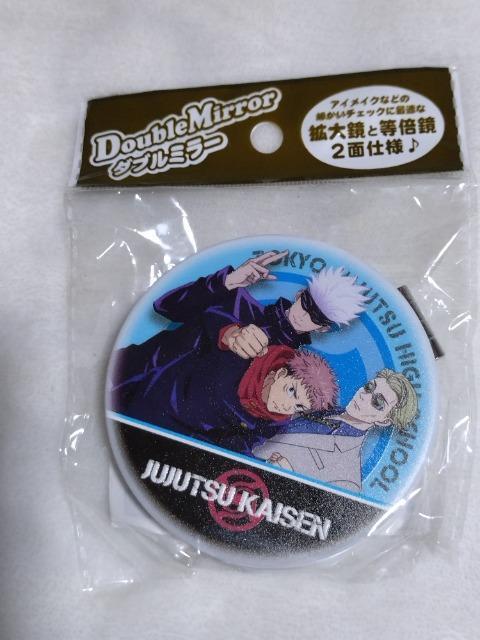 Double Mirror
ダブルミラー
アイメイクなどの
細かいチェックに最適な
拡大鏡と等倍鏡
2面仕様♪
TOKYO JUJUTSU HIGH SCHOOL
JUJUTSU KAISEN